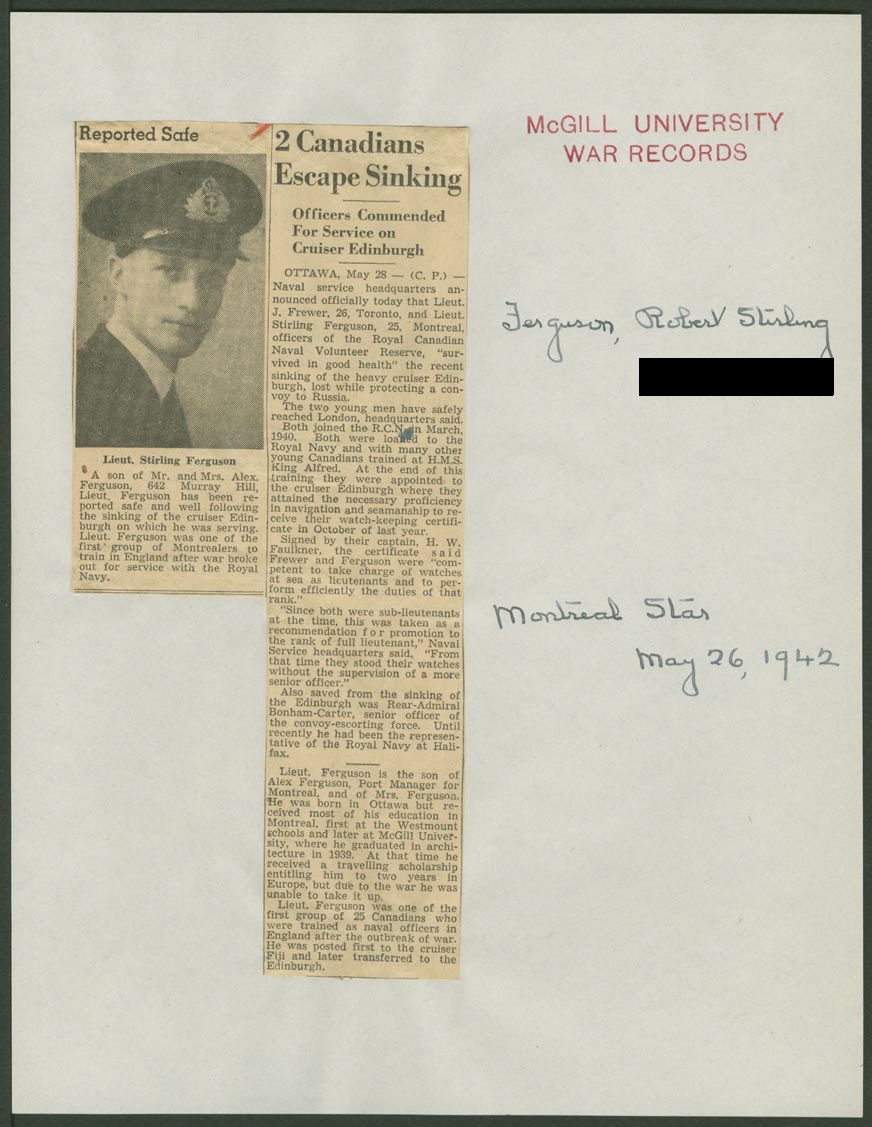 McGILL UNIVERSITY
WAR RECORDS
Reported Safe
Lieut. Stirling Ferguson
A son of Mr. and Mrs. Alex.
Ferguson, 642 Murray Hill,
Lieut. Ferguson has been re-
ported safe and well following
the sinking of the cruiser Edin-
burgh on which he was serving.
Lieut. Ferguson was one of the
first group of Montrealers to
train in England after war broke
out for service with the Royal
Navy.
2 Canadians
Escape Sinking
Officers Commended
For Service on
Cruiser Edinburgh
OTTAWA, May 28 — (C. P.) —
Naval service headquarters an-
nounced officially today that Lieut.
J. Frewer, 26, Toronto, and Lieut.
Stirling Ferguson, 25, Montreal,
officers of the Royal Canadian
Naval Volunteer Reserve, "sur-
vived in good health" the recent
sinking of the heavy cruiser Edin-
burgh, lost while protecting a con-
voy to Russia.
The two young men have safely
reached London, headquarters said.
Both joined the R.C.N. in March,
1940. Both were loaned to the
Royal Navy and with many other
young Canadians trained at H.M.S.
King Alfred. At the end of this
training they were appointed to
the cruiser Edinburgh where they
attained the necessary proficiency
in navigation and seamanship to re-
ceive their watch-keeping certifi-
cate in October of last year.
Signed by their captain, H. W.
Faulkner, the certificate said
Frewer and Ferguson were "com-
petent to take charge of watches
at sea as lieutenants and to per-
form efficiently the duties of that
rank."
"Since both were sub-lieutenants
at the time, this was taken as a
recommendation for promotion to
the rank of full lieutenant," Naval
Service headquarters said. "From
that time they stood their watches
without the supervision of a more
senior officer."
Also saved from the sinking of
the Edinburgh was Rear-Admiral
Bonham-Carter, senior officer of
the convoy-escorting force. Until
recently he had been the represen-
tative of the Royal Navy at Hali-
fax.
Lieut. Ferguson is the son of
Alex Ferguson, Port Manager for
Montreal, and of Mrs. Ferguson.
He was born in Ottawa but re-
ceived most of his education in
Montreal, first at the Westmount
schools and later at McGill Univer-
sity, where he graduated in archi-
tecture in 1939. At that time he
received a travelling scholarship
entitling him to two years in
Europe, but due to the war he was
unable to take it up.
Lieut. Ferguson was one of the
first group of 25 Canadians who
were trained as naval officers in
England after the outbreak of war.
He was posted first to the cruiser
Fiji and later transferred to the
Edinburgh.
Ferguson, Robert Stirling
Montreal Star
May 26, 1942